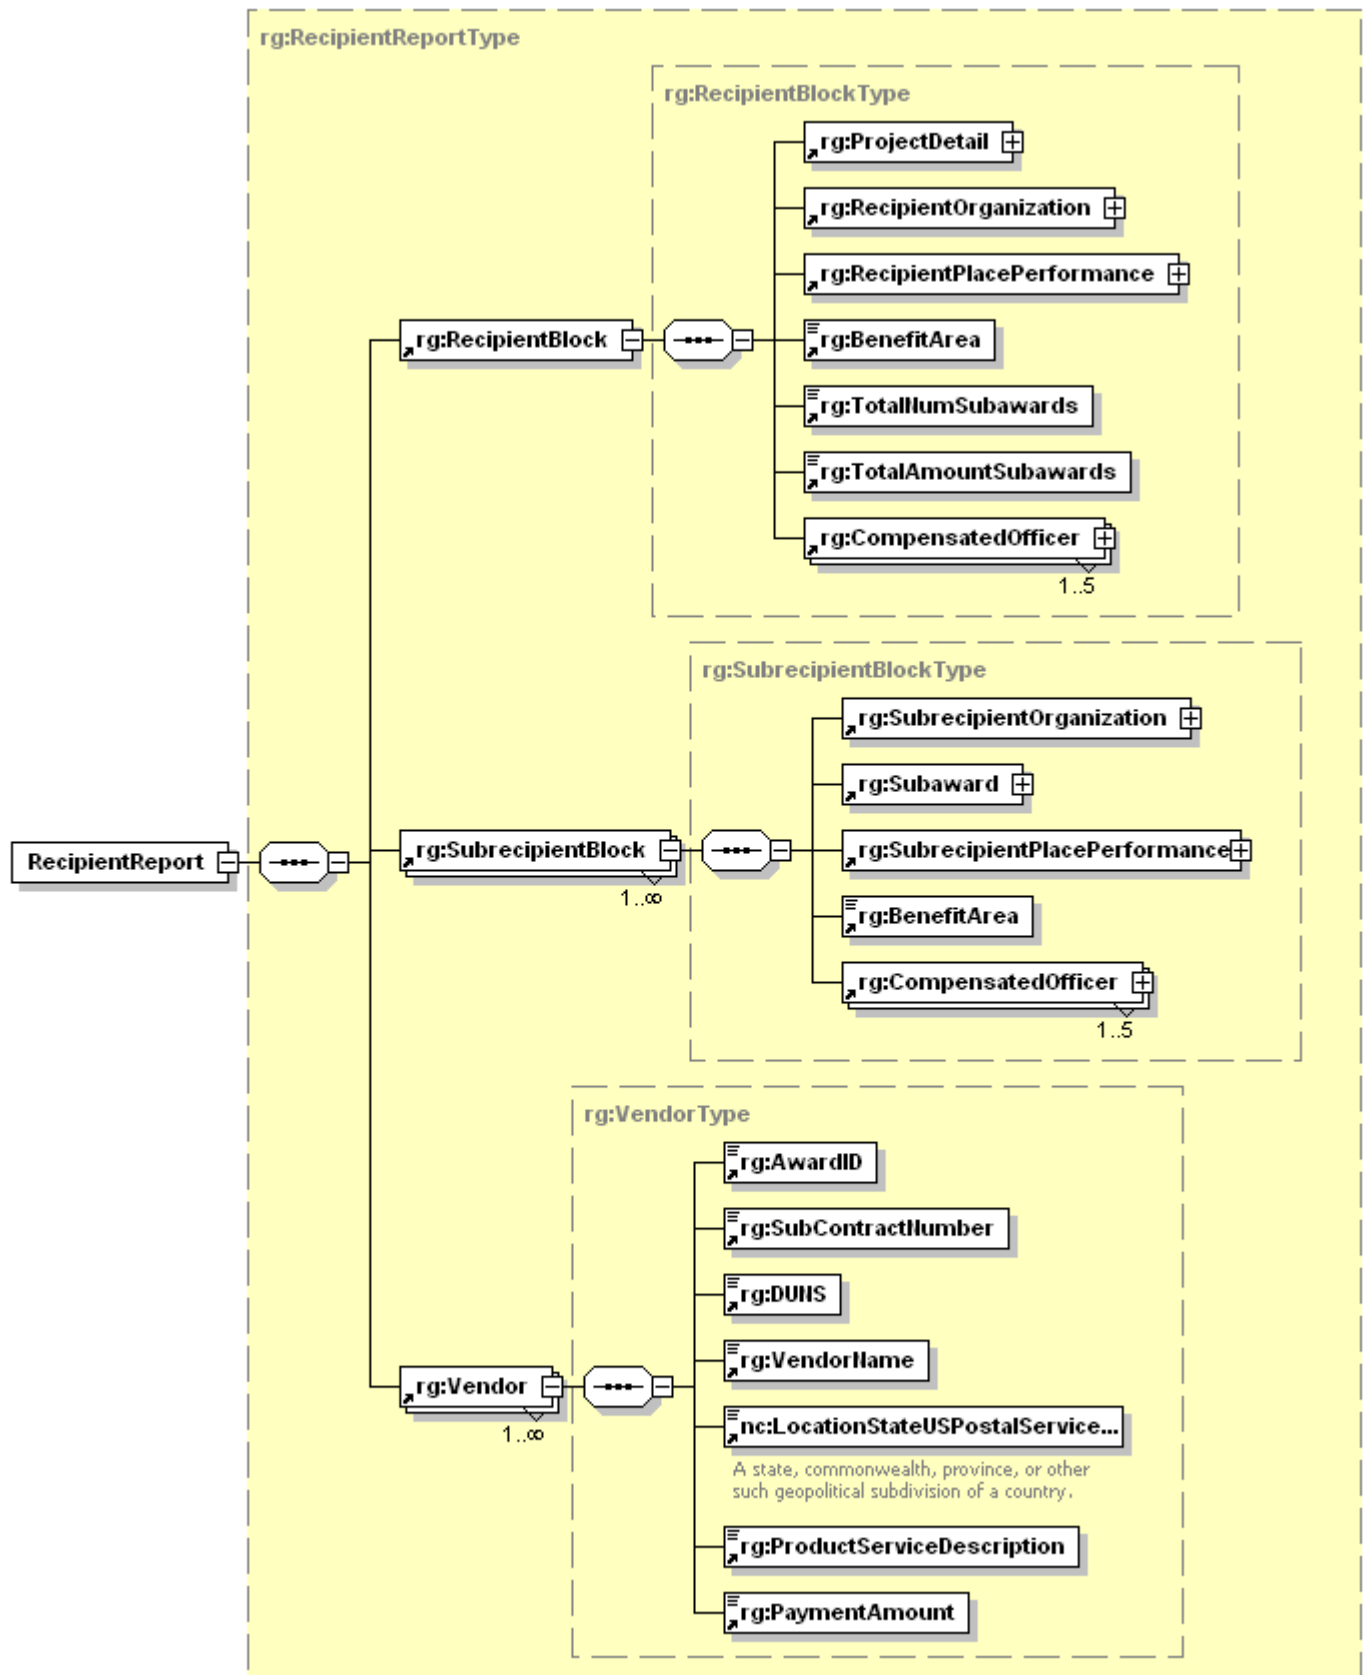 rg:RecipientReportType
rg:RecipientBlockType
rg:ProjectDetail
rg:RecipientOrganization
rg:RecipientPlacePerformance
rg:RecipientBlock
rg:BenefitArea
rg:TotalNumSubawards
rg:TotalAmountSubawards
rg:CompensatedOfficer
1..5
rg:SubrecipientBlockType
rg:SubrecipientOrganization
rg:Subaward
RecipientReport
rg:SubrecipientBlock
1..∞
rg:SubrecipientPlacePerformance
rg:BenefitArea
rg:CompensatedOfficer
1..5
rg:VendorType
rg:AwardID
rg:SubContractNumber
rg:DUNS
rg:VendorName
rg:Vendor
1..∞
nc:LocationStateUSPostalService...
A state, commonwealth, province, or other
such geopolitical subdivision of a country.
rg:ProductServiceDescription
rg:PaymentAmount